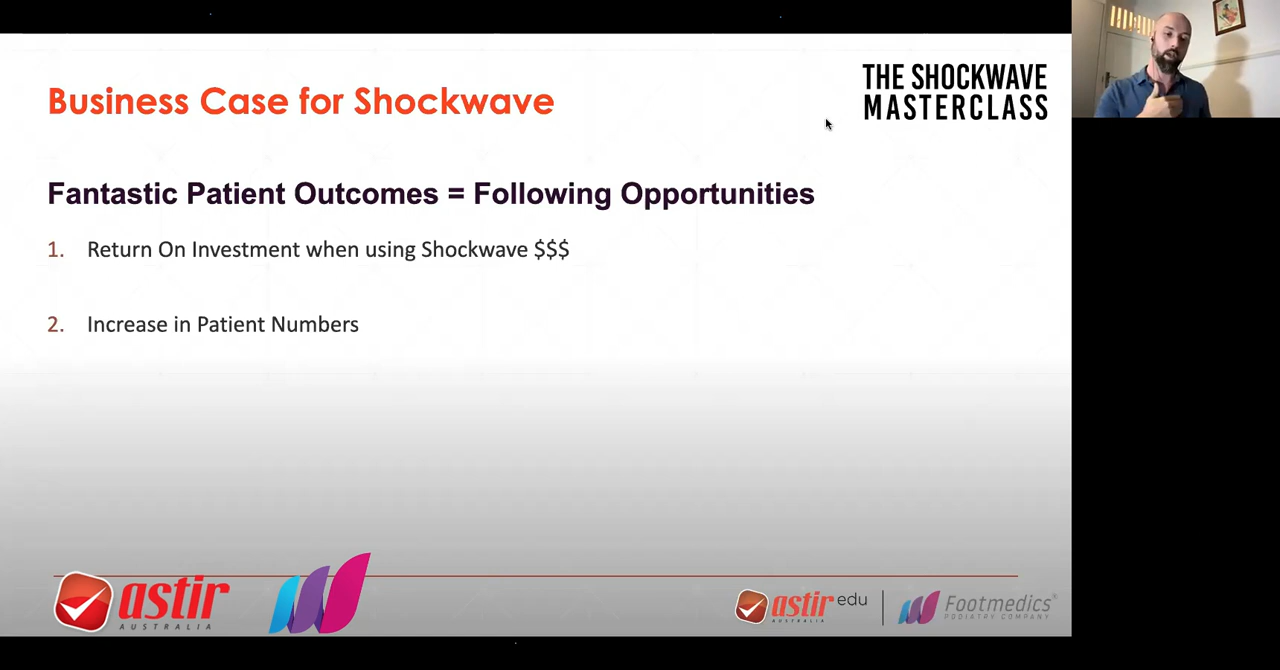 Business Case for Shockwave
THE SHOCKWAVE
MASTERCLASS
Fantastic Patient Outcomes = Following Opportunities
1. Return On Investment when using Shockwave $$$
2. Increase in Patient Numbers
astir
AUSTRALIA
astir edu
AUSTRALIA
Footmedics®
PODIATRY COMPANY